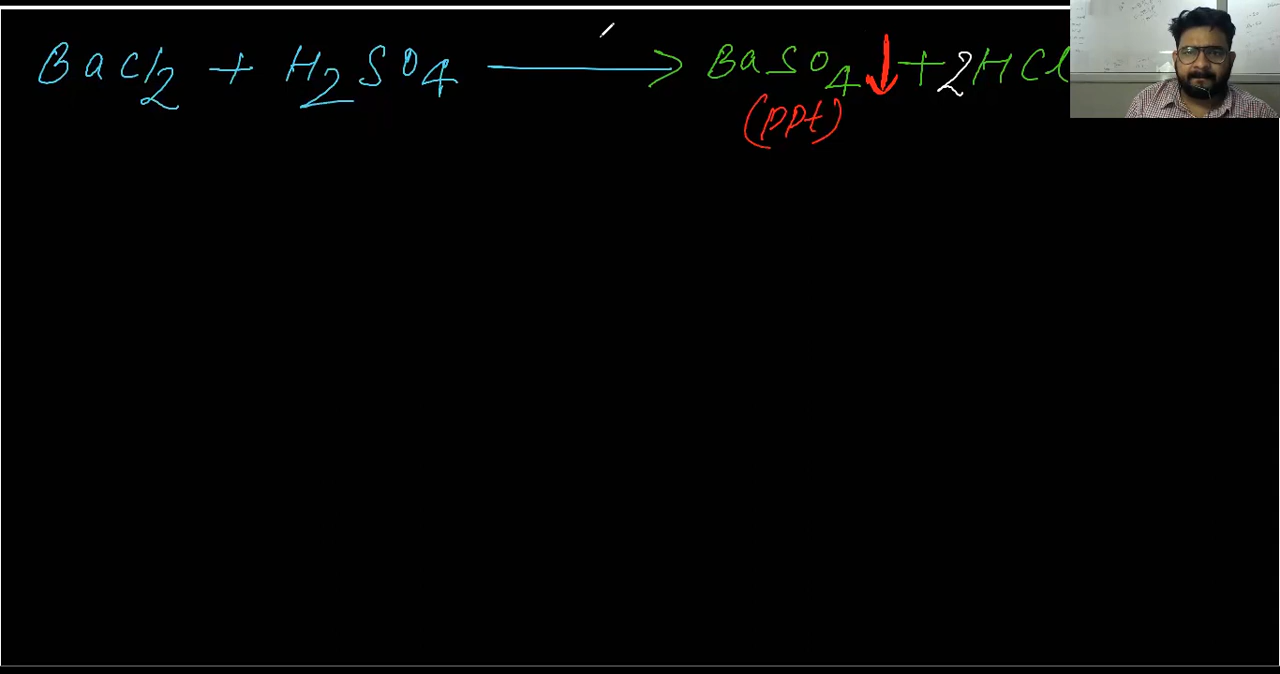 BaCl2 + H2SO4 ⟶ BaSO4 ↓ + 2HCl
(ppt)